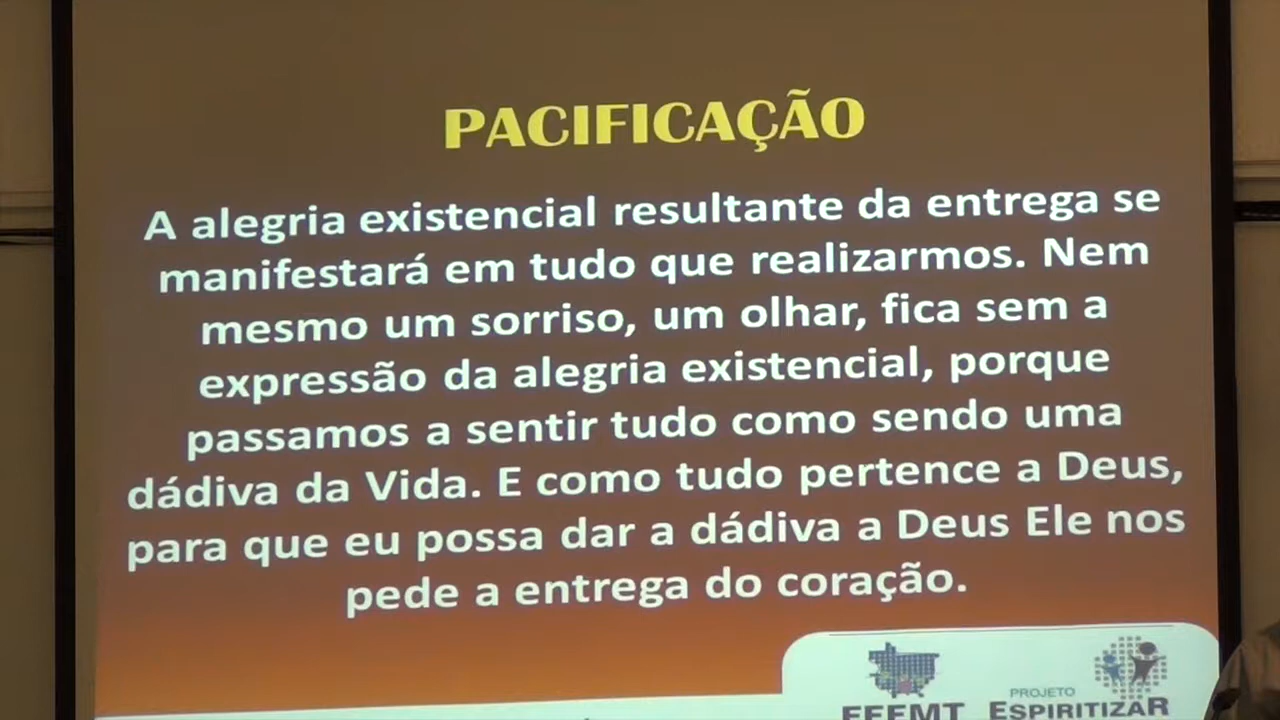 PACIFICAÇÃO
A alegria existencial resultante da entrega se
manifestará em tudo que realizarmos. Nem
mesmo um sorriso, um olhar, fica sem a
expressão da alegria existencial, porque
passamos a sentir tudo como sendo uma
dádiva da Vida. E como tudo pertence a Deus,
para que eu possa dar a dádiva a Deus Ele nos
pede a entrega do coração.
FEEMT
PROJETO
ESPIRITIZAR